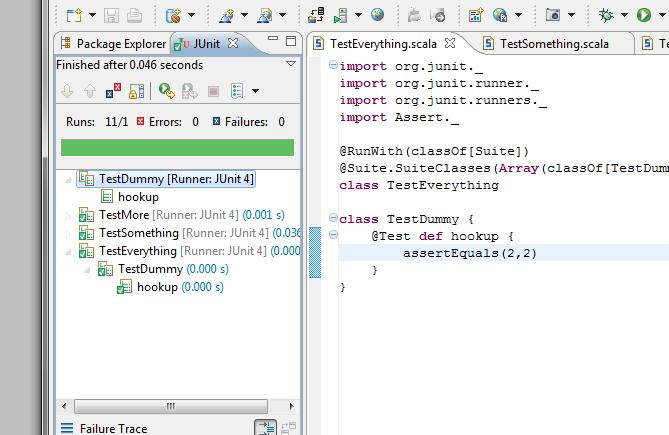 Package Explorer
JUnit
Finished after 0.046 seconds
Runs: 11/1
Errors: 0
Failures: 0
TestDummy [Runner: JUnit 4]
hookup
TestMore [Runner: JUnit 4] (0.001 s)
TestSomething [Runner: JUnit 4] (0.036
TestEverything [Runner: JUnit 4] (0.000
TestDummy (0.000 s)
hookup (0.000 s)
Failure Trace
TestEverything.scala
TestSomething.scala
Te
import org.junit._
import org.junit.runner._
import org.junit.runners._
import Assert._
@RunWith(classOf[Suite])
@Suite.SuiteClasses(Array(classOf[TestDum
class TestEverything
class TestDummy {
@Test def hookup {
assertEquals(2,2)
}
}